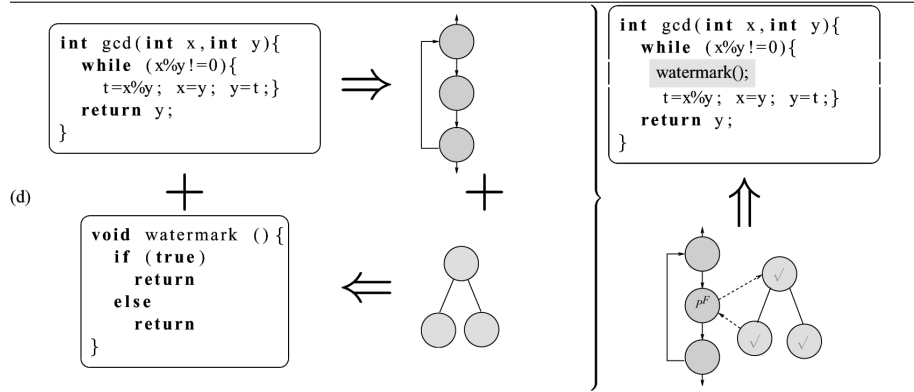 int gcd(int x,int y){
while (x%y!=0){
t=x%y; x=y; y=t;}
return y;
}
(d)
void watermark (){
if (true)
return
else
return
}
int gcd(int x,int y){
while (x%y!=0){
watermark();
t=x%y; x=y; y=t;}
return y;
}
√
pF
√ √